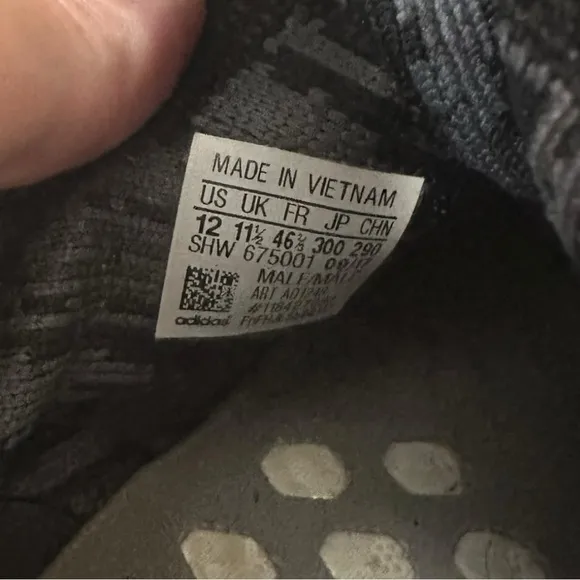 MADE IN VIETNAM
US UK FR JP CHN
12 11½ 46⅔ 300 290
SHW 675001
MALE/
ART
adidas